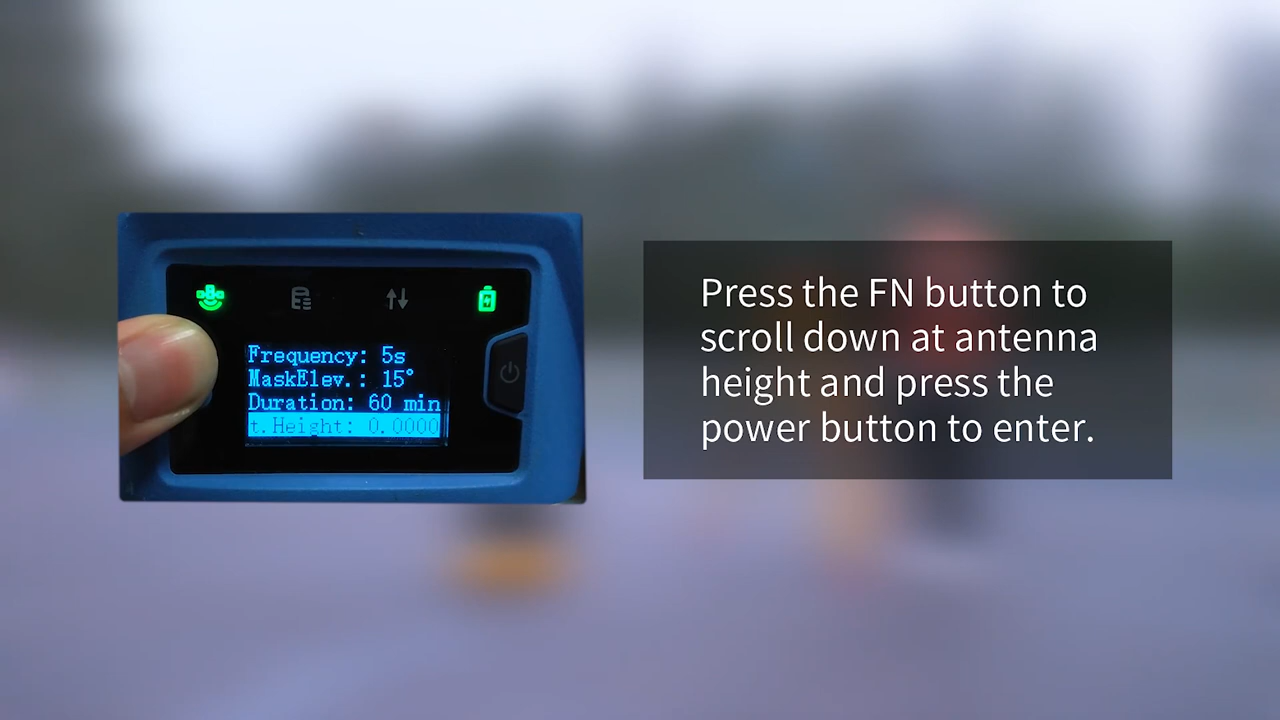 Frequency: 5s
MaskElev.: 15°
Duration: 60 min
t.Height: 0.0000
Press the FN button to
scroll down at antenna
height and press the
power button to enter.